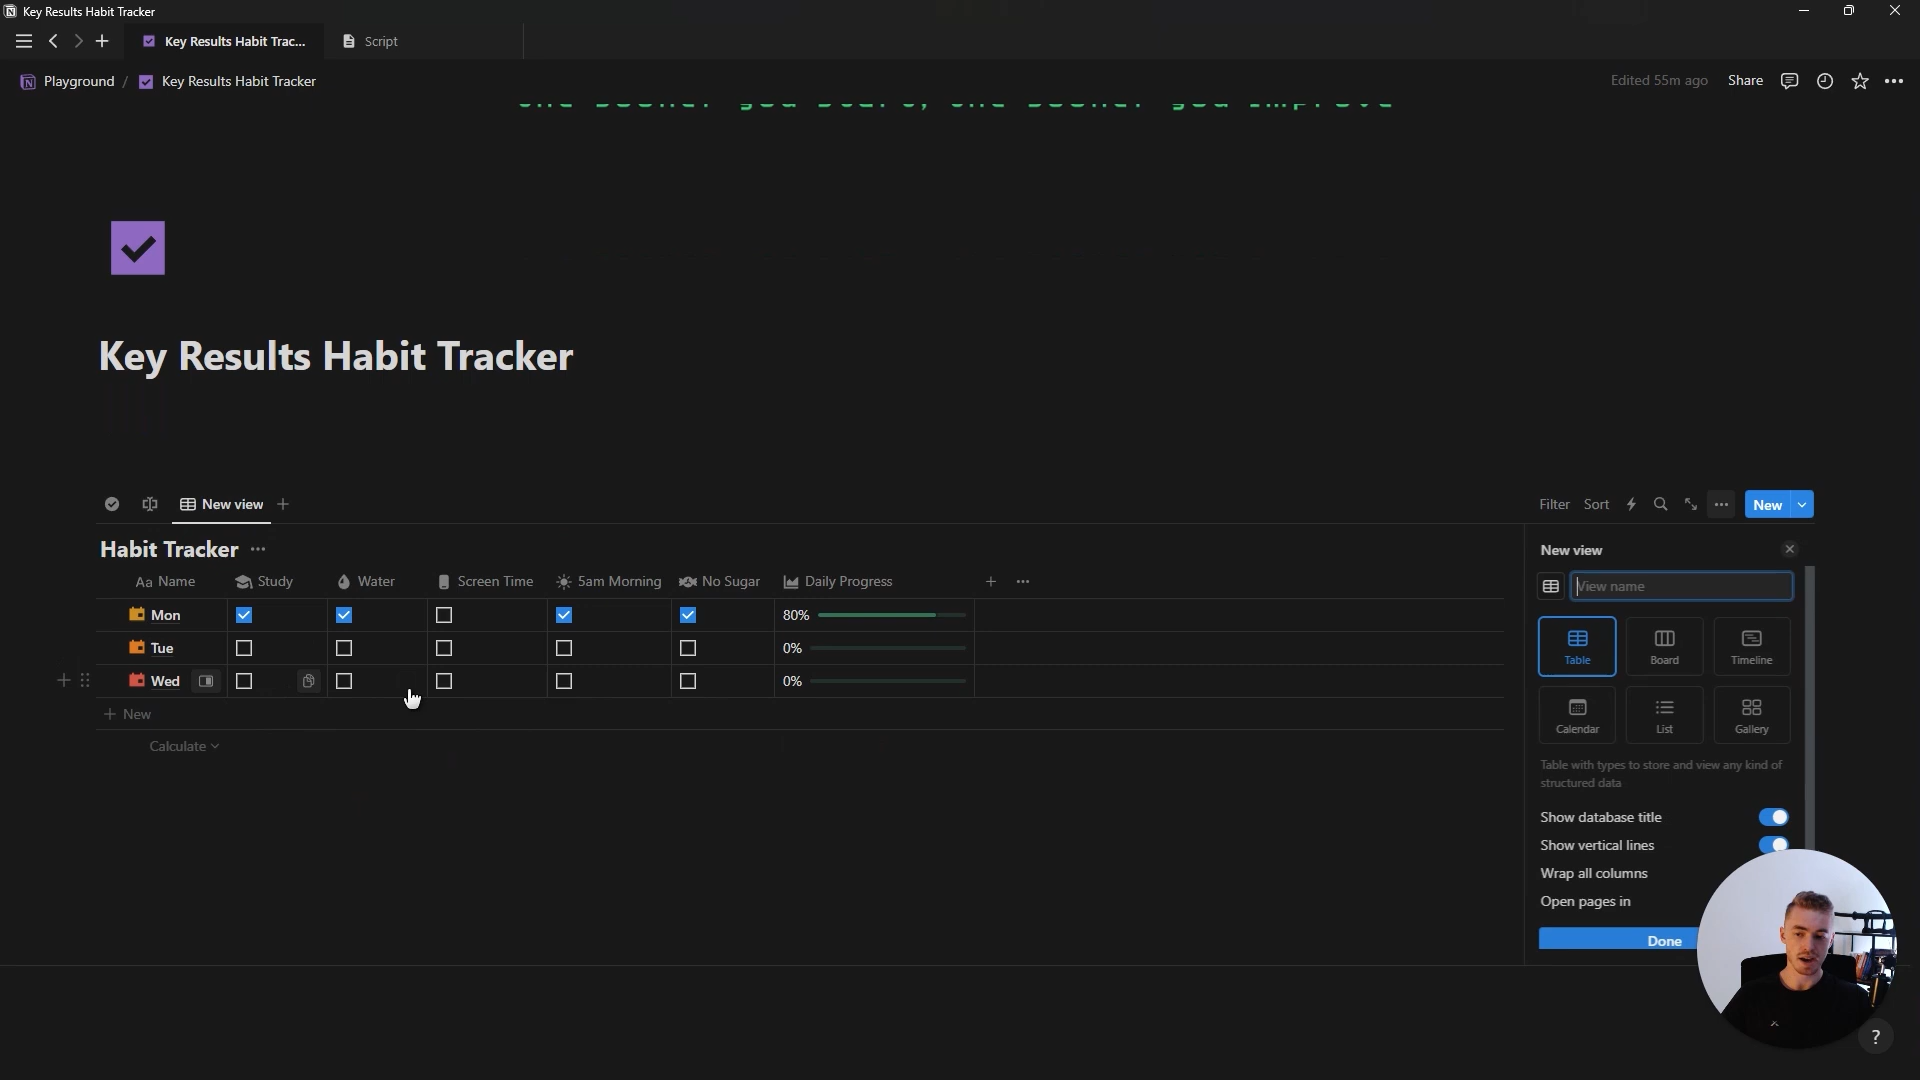 Key Results Habit Tracker
Key Results Habit Trac...
Script
Playground / Key Results Habit Tracker
Edited 55m ago
Share
Key Results Habit Tracker
New view
Filter
Sort
New
Habit Tracker
Aa Name
Study
Water
Screen Time
5am Morning
No Sugar
Daily Progress
Mon
80%
Tue
0%
Wed
0%
+ New
Calculate
New view
View name
Table
Board
Timeline
Calendar
List
Gallery
Table with types to store and view any kind of
structured data
Show database title
Show vertical lines
Wrap all columns
Open pages in
Done
?